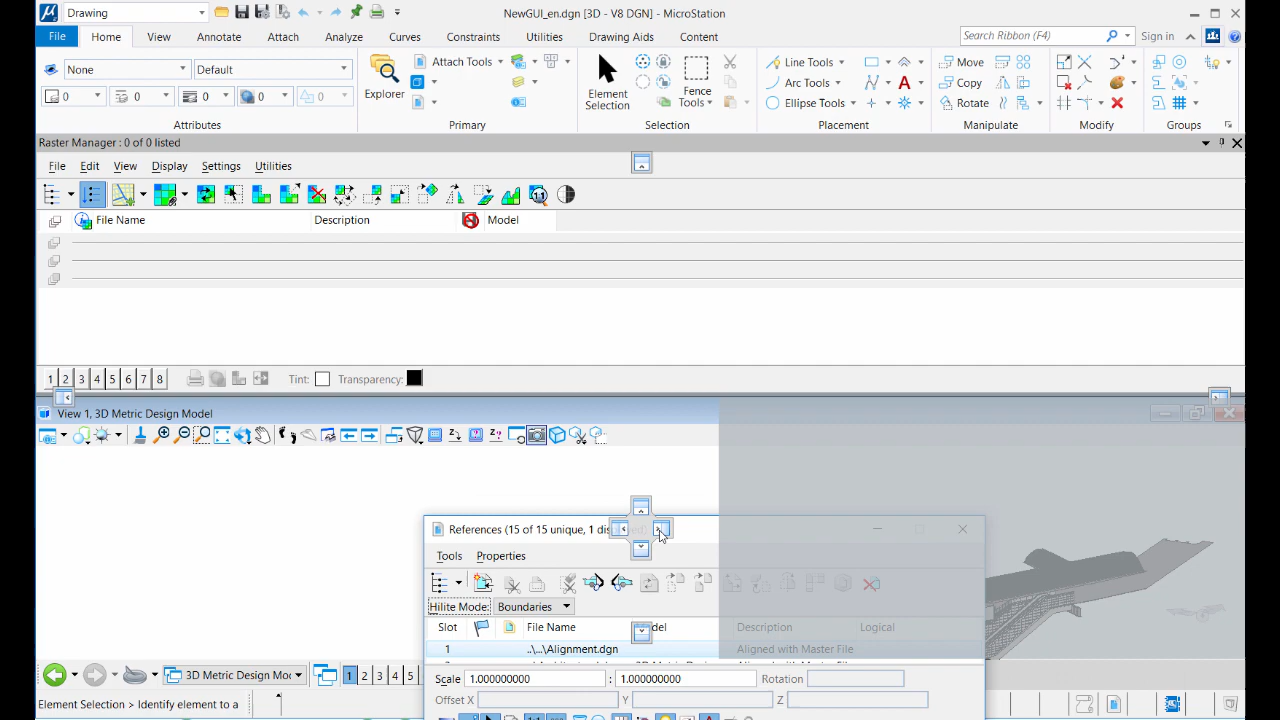 Drawing
NewGUI_en.dgn [3D - V8 DGN] - MicroStation
File Home View Annotate Attach Analyze Curves Constraints Utilities Drawing Aids Content
Search Ribbon (F4)
Sign in
None
Default
0 0 0 0 0
Attributes
Explorer
Attach Tools
Primary
Element
Selection
Fence
Tools
Selection
Line Tools
Arc Tools
Ellipse Tools
Placement
Move
Copy
Rotate
Manipulate
Modify
Groups
Raster Manager : 0 of 0 listed
File Edit View Display Settings Utilities
File Name Description Model
1 2 3 4 5 6 7 8 Tint: Transparency:
View 1, 3D Metric Design Model
References (15 of 15 unique, 1
Tools Properties
Hilite Mode: Boundaries
Slot File Name Description Logical
1 ..\...\Alignment.dgn Aligned with Master File
Scale 1.000000000 : 1.000000000 Rotation
Offset X Y Z
3D Metric Design Mo
1 2 3 4 5
Element Selection > Identify element to a